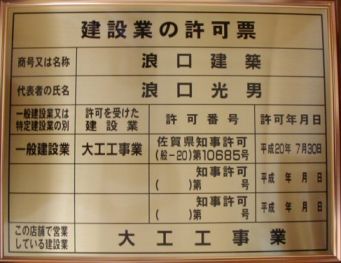 建設業の許可票
商号又は名称 浪口建築
代表者の氏名 浪口光男
一般建設業又は特定建設業の別 許可を受けた建設業 許可番号 許可年月日
一般建設業 大工工事業 佐賀県知事許可 (般-20)第10685号 平成20年 7月30日
知事許可 ( )第 号 平成 年 月 日
知事許可 ( )第 号 平成 年 月 日
この店舗で営業している建設業 大工工事業